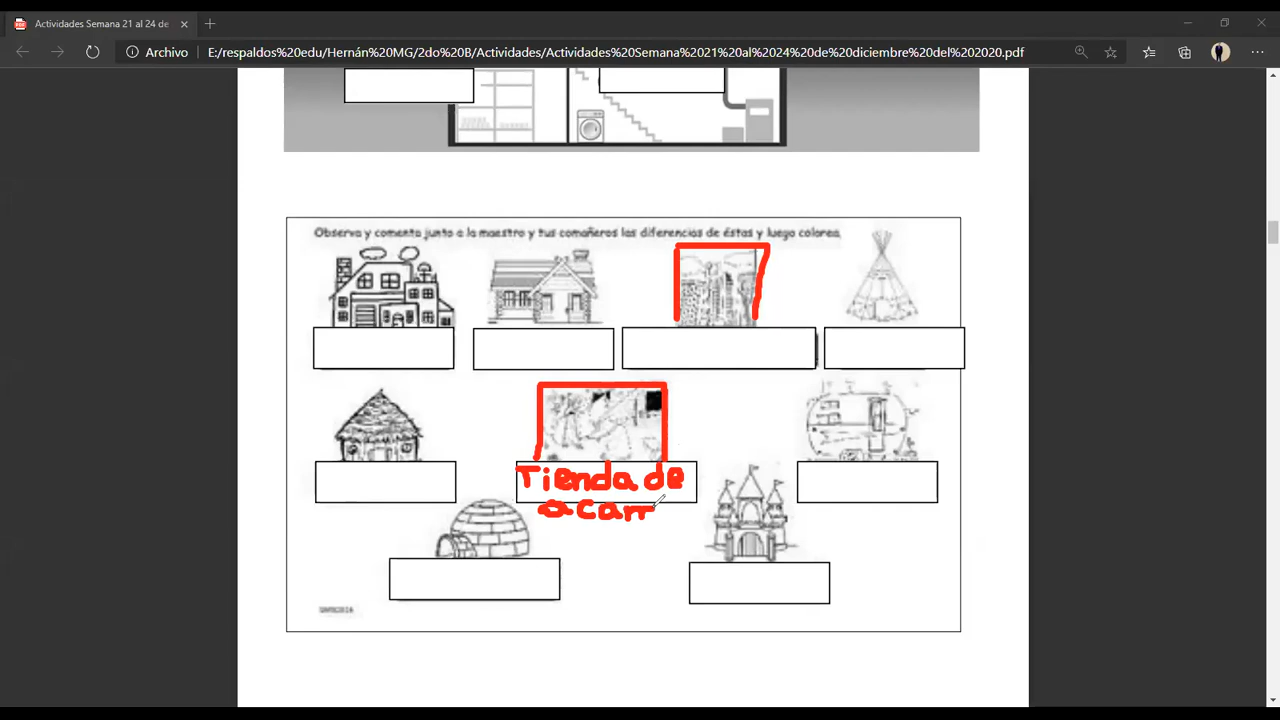 Actividades Semana 21 al 24 de
Archivo
E:/respaldos%20edu/Hernán%20MG/2do%20B/Actividades/Actividades%20Semana%2021%20al%2024%20de%20diciembre%20del%202020.pdf
Observa y comenta junto a la maestro y tus comañeros las diferencias de éstas y luego colorea.
Tienda de
acam